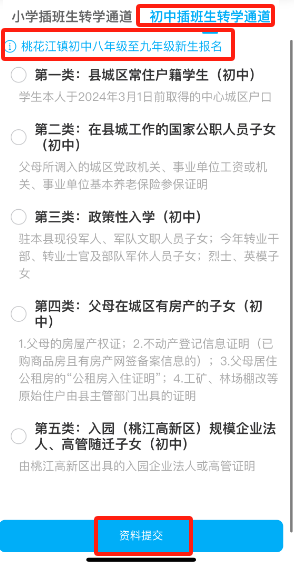 小学插班生转学通道 初中插班生转学通道
桃花江镇初中八年级至九年级新生报名
第一类：县城区常住户籍学生（初中）
学生本人于2024年3月1日前取得的中心城区户口
第二类：在县城工作的国家公职人员子女
（初中）
父母所调入的城区党政机关、事业单位工资或机
关、事业单位基本养老保险参保证明
第三类：政策性入学（初中）
驻本县现役军人、军队文职人员子女；今年转业干
部、转业士官及部队军休人员子女；烈士、英模子
女
第四类：父母在城区有房产的子女（初
中）
1.父母的房屋产权证；2.不动产登记信息证明（已
购商品房且有房产网签备案信息的）；3.父母居住
公租房的“公租房入住证明”；4.工矿、林场棚改等
原始住户由县主管部门出具的证明
第五类：入园（桃江高新区）规模企业法
人、高管随迁子女（初中）
由桃江高新区出具的入园企业法人或高管证明
资料提交